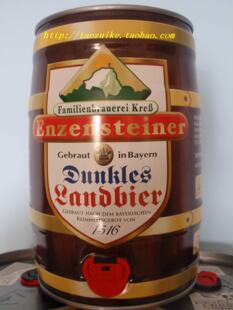 http://taozuike.taobao.com
Familienbrauerei Kreß
Enzensteiner
Gebraut in Bayern
Dunkles
Landbier
GEBRAUT NACH DEM BAYERISCHEN
REINHEITSGEBOT VON
1516